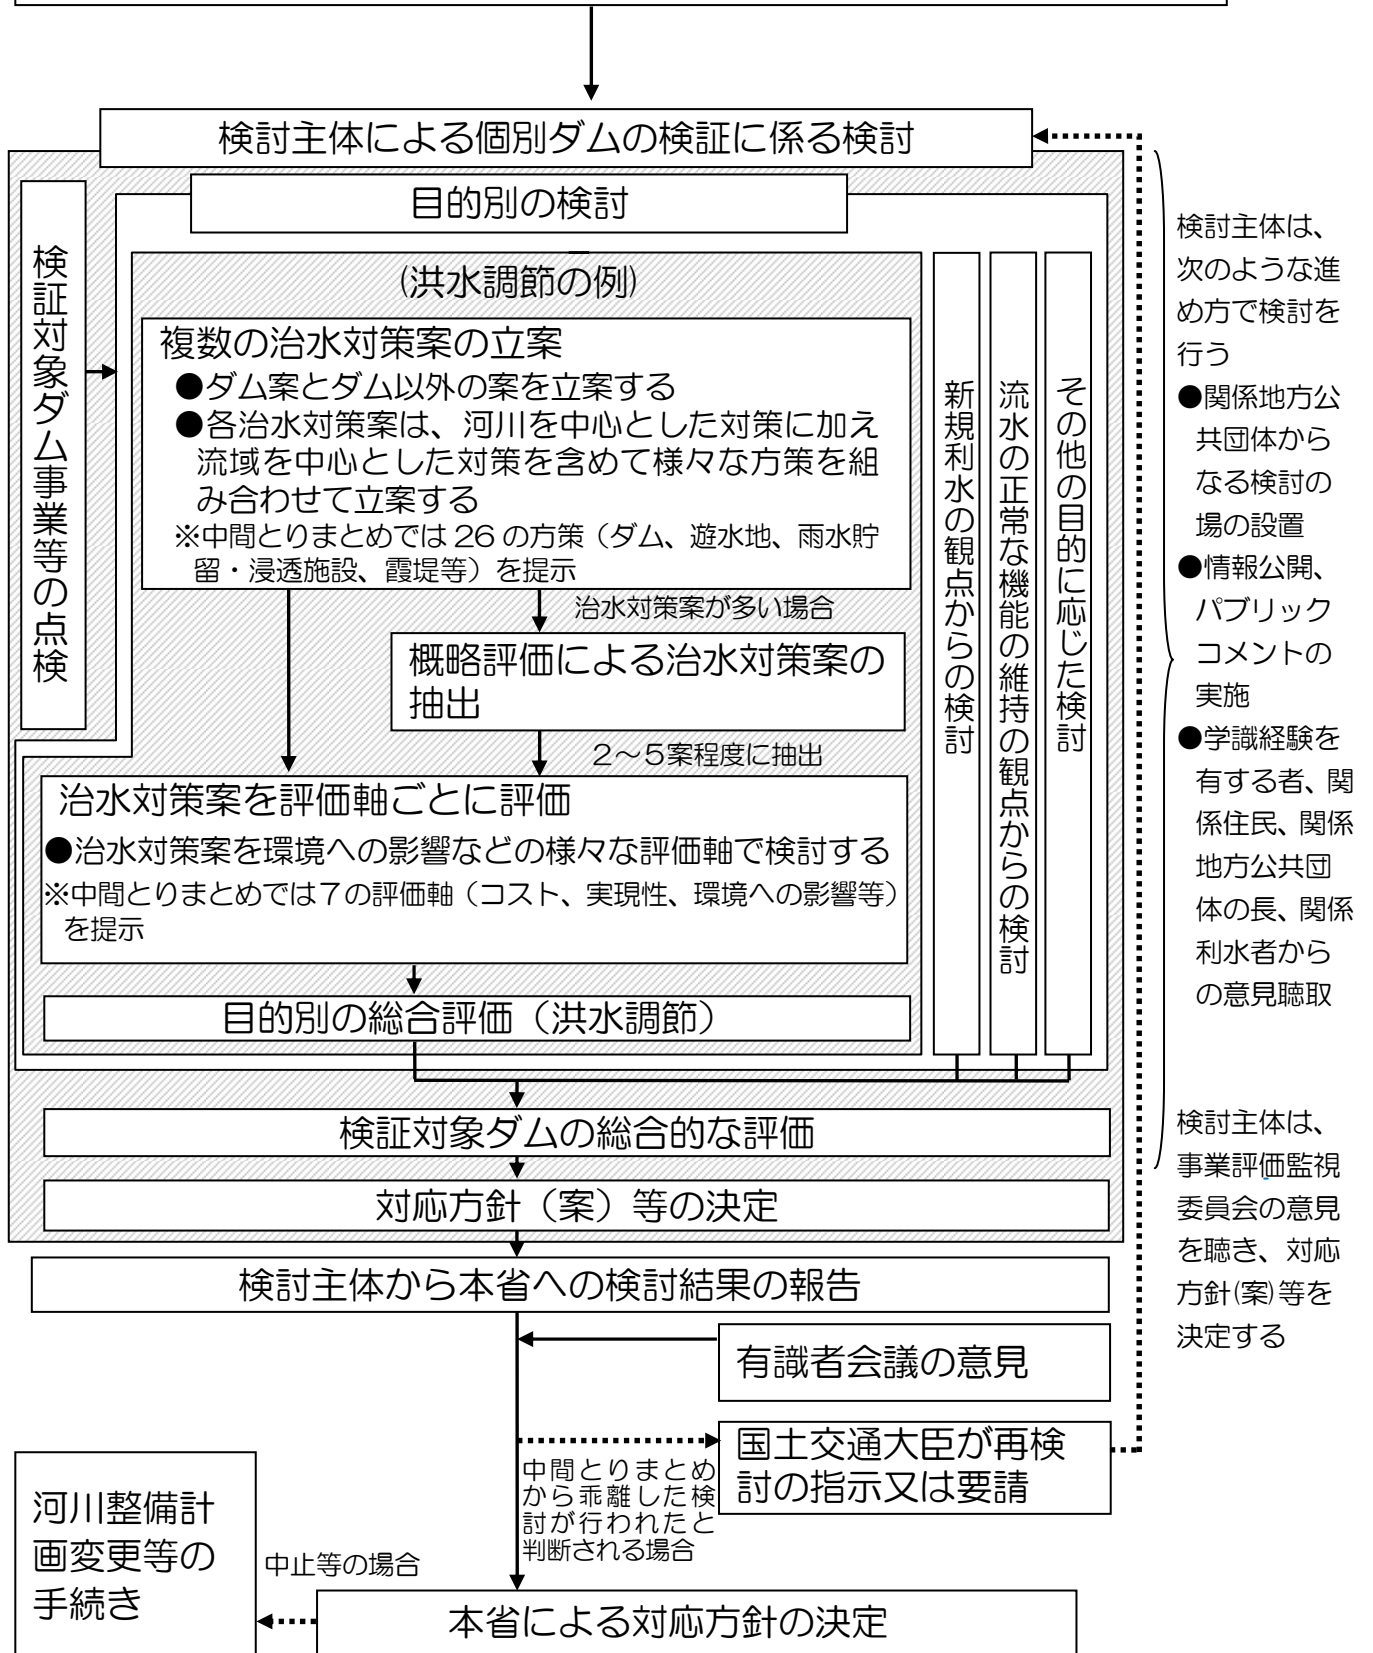 検討主体による個別ダムの検証に係る検討
検証対象ダム事業等の点検
目的別の検討
(洪水調節の例)
複数の治水対策案の立案
●ダム案とダム以外の案を立案する
●各治水対策案は、河川を中心とした対策に加え
流域を中心とした対策を含めて様々な方策を組
み合わせて立案する
※中間とりまとめでは 26 の方策（ダム、遊水地、雨水貯
留・浸透施設、霞堤等）を提示
治水対策案が多い場合
概略評価による治水対策案の
抽出
２～５案程度に抽出
治水対策案を評価軸ごとに評価
●治水対策案を環境への影響などの様々な評価軸で検討する
※中間とりまとめでは７の評価軸（コスト、実現性、環境への影響等）
を提示
目的別の総合評価（洪水調節）
新規利水の観点からの検討
流水の正常な機能の維持の観点からの検討
その他の目的に応じた検討
検証対象ダムの総合的な評価
対応方針（案）等の決定
検討主体から本省への検討結果の報告
有識者会議の意見
国土交通大臣が再検
討の指示又は要請
中間とりまとめ
から乖離した検
討が行われたと
判断される場合
本省による対応方針の決定
中止等の場合
河川整備計
画変更等の
手続き
検討主体は、
次のような進
め方で検討を
行う
●関係地方公
共団体から
なる検討の
場の設置
●情報公開、
パブリック
コメントの
実施
●学識経験を
有する者、関
係住民、関係
地方公共団
体の長、関係
利水者から
の意見聴取
検討主体は、
事業評価監視
委員会の意見
を聴き、対応
方針(案)等を
決定する